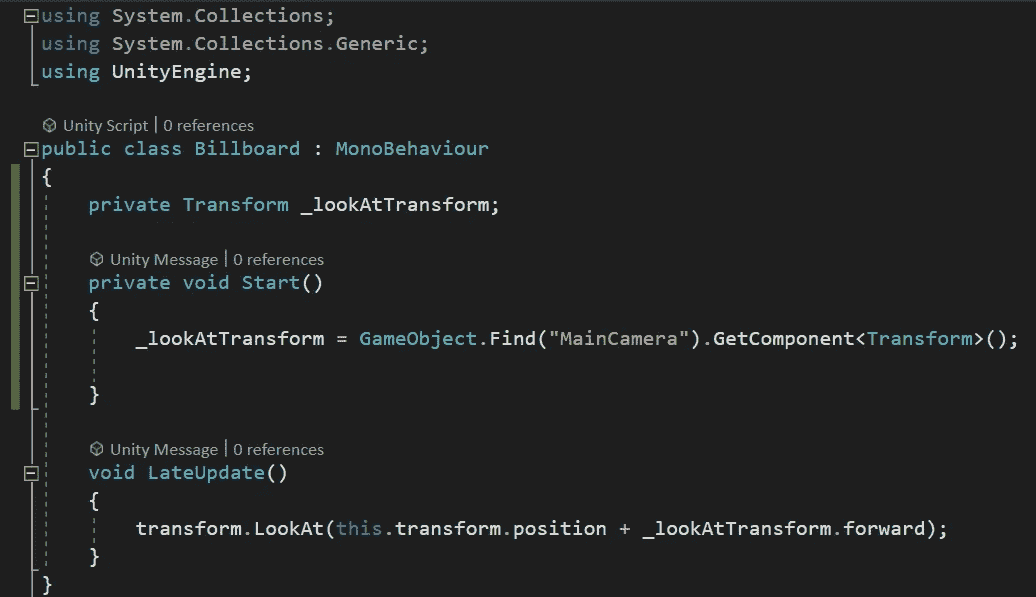 using System.Collections;
using System.Collections.Generic;
using UnityEngine;
Unity Script | 0 references
public class Billboard : MonoBehaviour
{
private Transform _lookAtTransform;
Unity Message | 0 references
private void Start()
{
_lookAtTransform = GameObject.Find("MainCamera").GetComponent<Transform>();
}
Unity Message | 0 references
void LateUpdate()
{
transform.LookAt(this.transform.position + _lookAtTransform.forward);
}
}